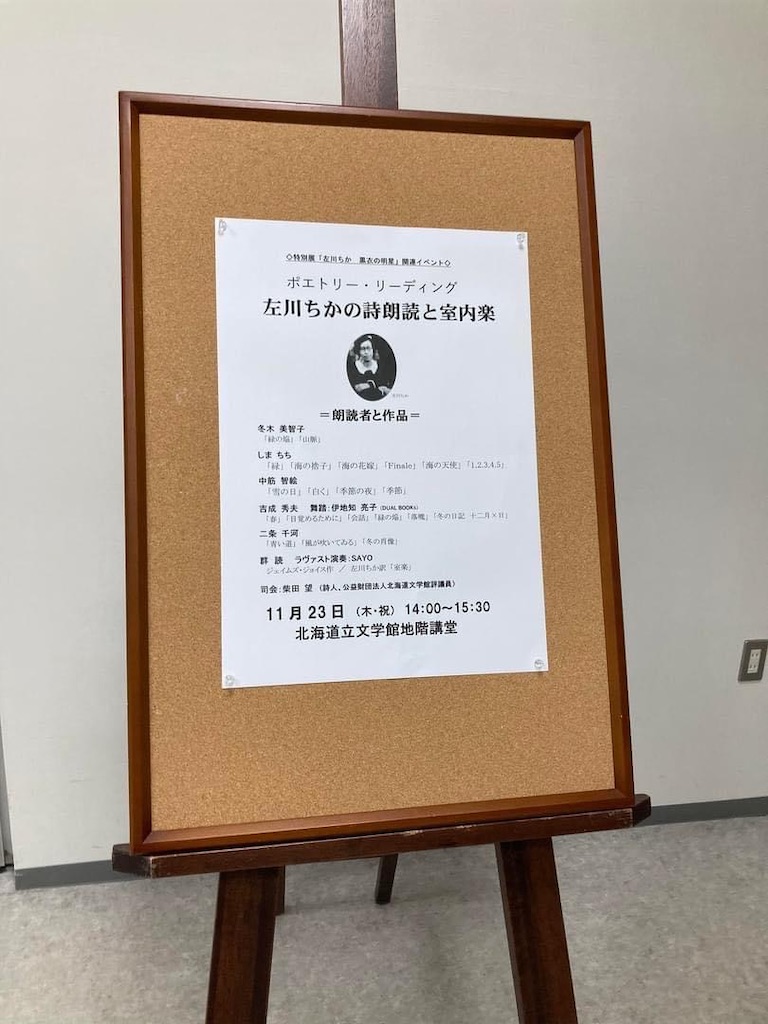 ◇特別展「左川ちか　黒衣の明星」関連イベント◇
ポエトリー・リーディング
左川ちかの詩朗読と室内楽
左川ちか
＝朗読者と作品＝
冬木 美智子
「緑の焔」「山脈」
しま ちち
「緑」「海の捨子」「海の花嫁」「Finale」「海の天使」「1.2.3.4.5」
中筋 智絵
「雪の日」「白く」「季節の夜」「季節」
吉成 秀夫　舞踏：伊地知 亮子（DUAL BOOKs）
「春」「目覚めるために」「会話」「緑の焔」「落魄」「冬の日記　十二月×日」
二条 千河
「青い道」「風が吹いてゐる」「冬の肖像」
群 読　ラヴァスト演奏：SAYO
ジェイムズ・ジョイス作 ／ 左川ちか訳「室楽」
司会：柴田 望 （詩人、公益財団法人北海道文学館評議員）
11月23日 （木・祝） 14:00～15:30
北海道立文学館地階講堂